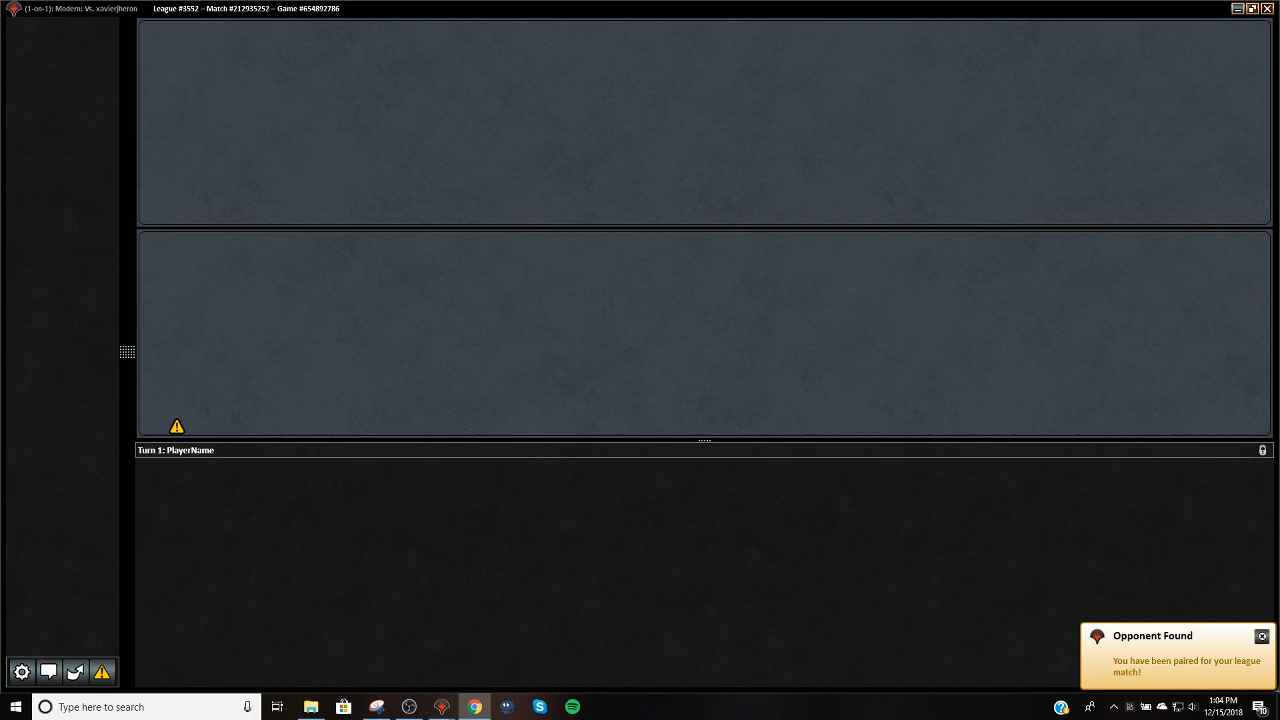 (1-on-1): Modern: Vs. xavierjheron League #3552 – Match #212935252 – Game #654892786
Turn 1: PlayerName
Opponent Found
You have been paired for your league
match!
Type here to search
1:04 PM
12/15/2018